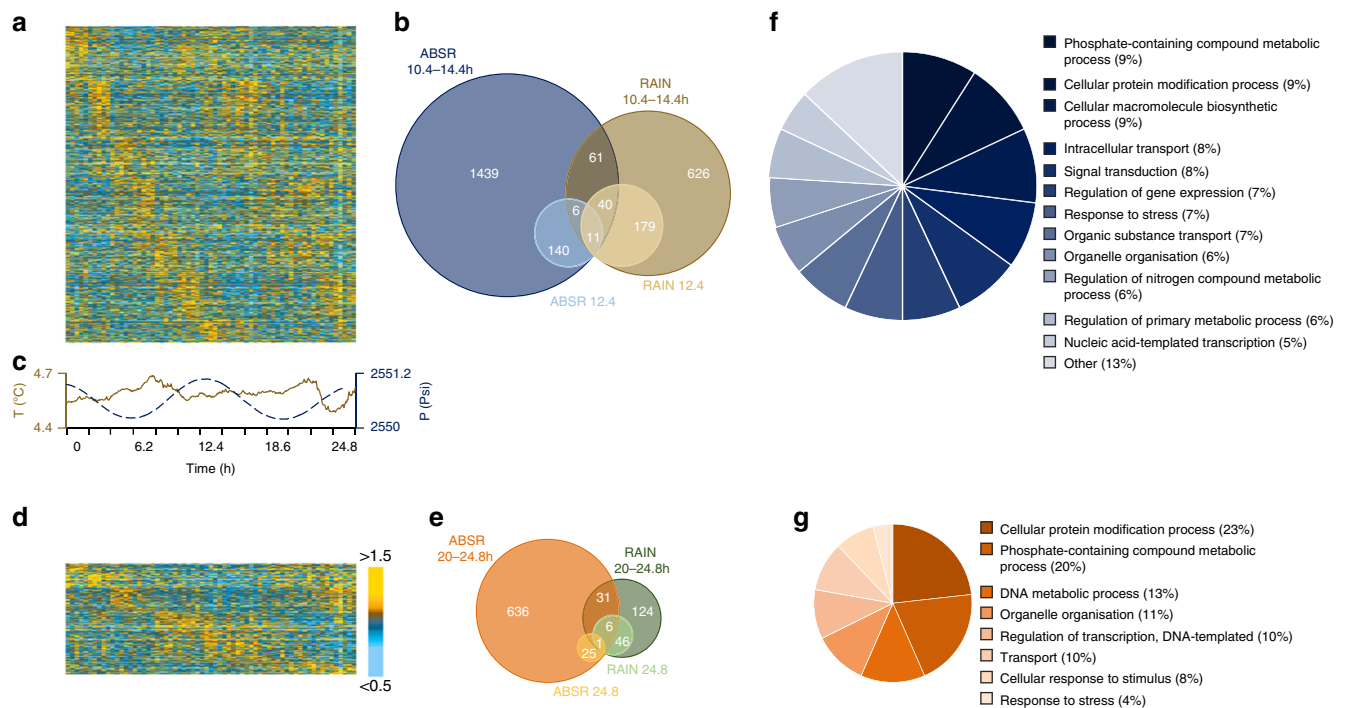 a
b
ABSR
10.4–14.4h
RAIN
10.4–14.4h
1439
61
626
6
40
179
11
140
ABSR 12.4
RAIN 12.4
c
4.7
4.4
T (°C)
2551.2
2550
P (Psi)
0 6.2 12.4 18.6 24.8
Time (h)
d
>1.5
<0.5
e
ABSR
20–24.8h
RAIN
20–24.8h
636
31
124
6
46
1
25
RAIN 24.8
ABSR 24.8
f
Phosphate-containing compound metabolic
process (9%)
Cellular protein modification process (9%)
Cellular macromolecule biosynthetic
process (9%)
Intracellular transport (8%)
Signal transduction (8%)
Regulation of gene expression (7%)
Response to stress (7%)
Organic substance transport (7%)
Organelle organisation (6%)
Regulation of nitrogen compound metabolic
process (6%)
Regulation of primary metabolic process (6%)
Nucleic acid-templated transcription (5%)
Other (13%)
g
Cellular protein modification process (23%)
Phosphate-containing compound metabolic
process (20%)
DNA metabolic process (13%)
Organelle organisation (11%)
Regulation of transcription, DNA-templated (10%)
Transport (10%)
Cellular response to stimulus (8%)
Response to stress (4%)